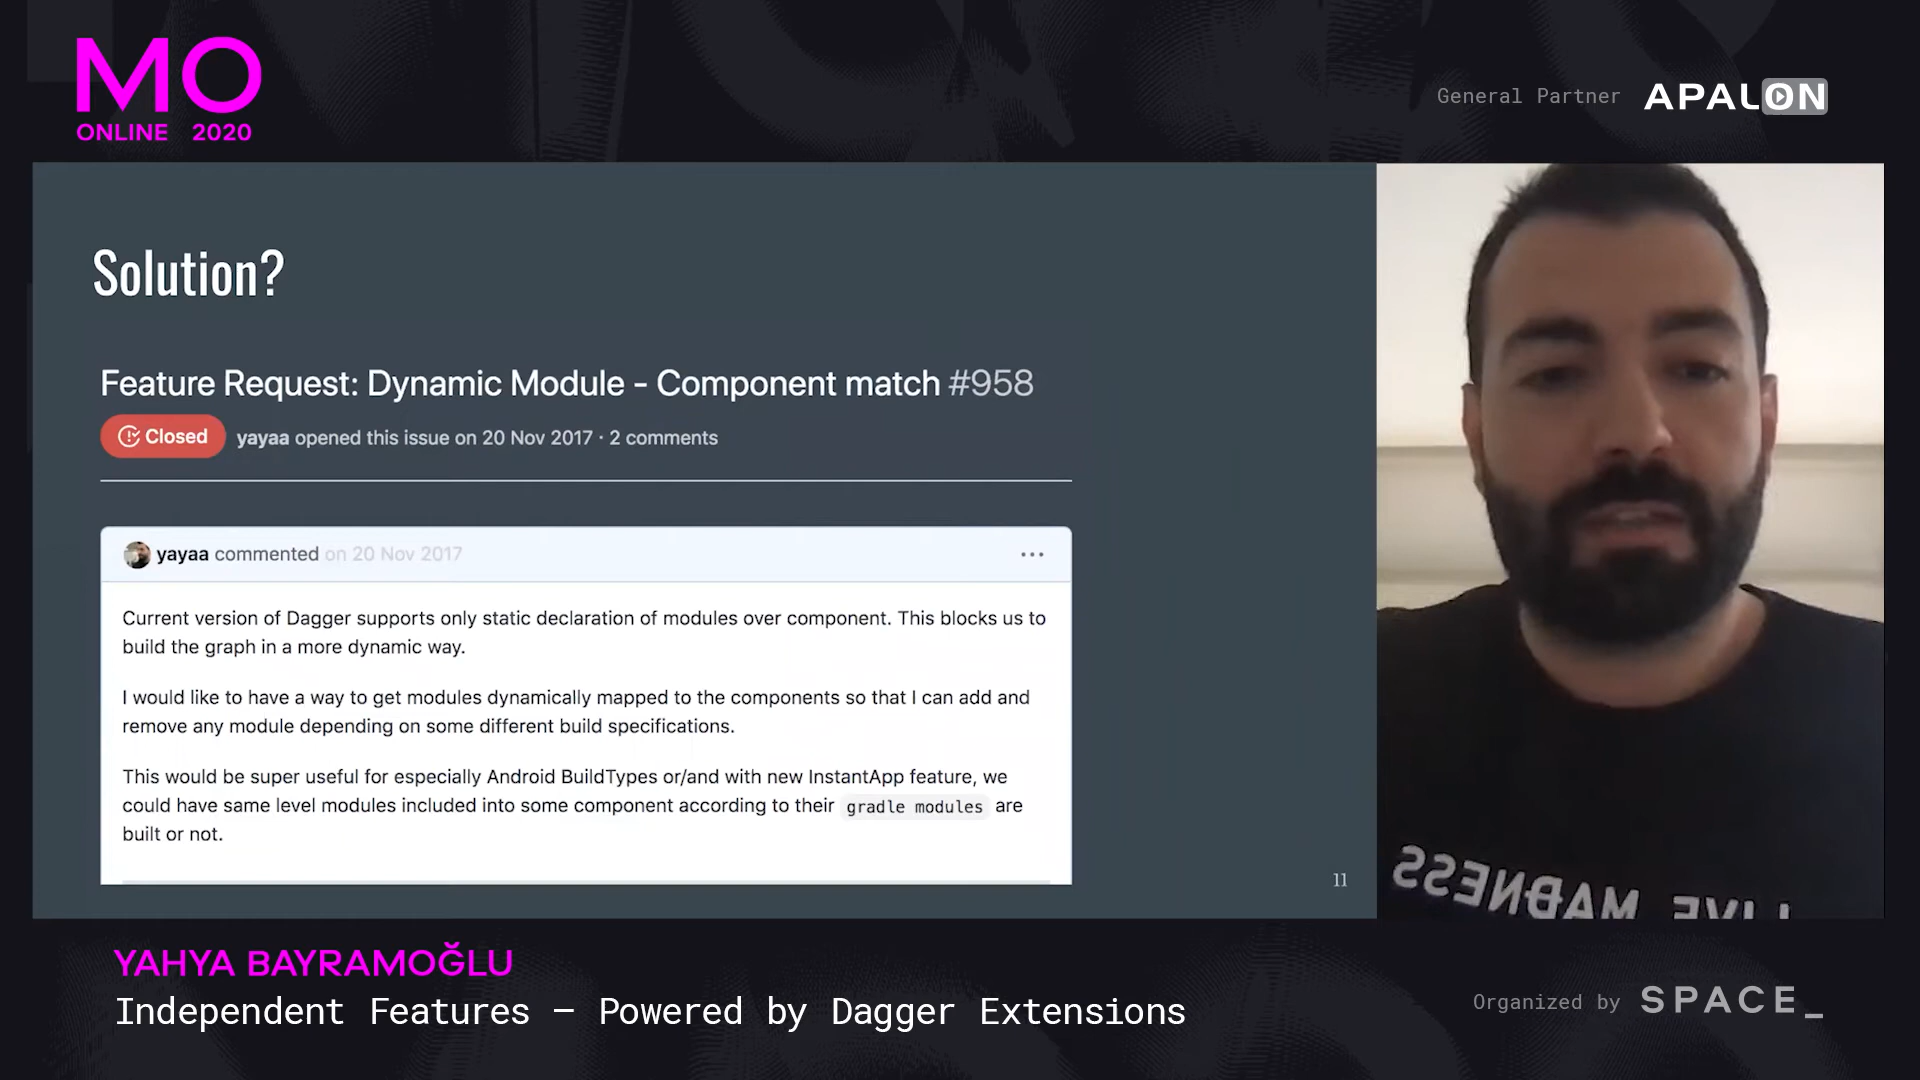 MO
ONLINE 2020
General Partner APALON
Solution?
Feature Request: Dynamic Module - Component match #958
Closed yayaa opened this issue on 20 Nov 2017 · 2 comments
yayaa commented on 20 Nov 2017 ...
Current version of Dagger supports only static declaration of modules over component. This blocks us to
build the graph in a more dynamic way.
I would like to have a way to get modules dynamically mapped to the components so that I can add and
remove any module depending on some different build specifications.
This would be super useful for especially Android BuildTypes or/and with new InstantApp feature, we
could have same level modules included into some component according to their gradle modules are
built or not.
11
LIVE MADNESS
YAHYA BAYRAMOĞLU
Independent Features – Powered by Dagger Extensions
Organized by SPACE_